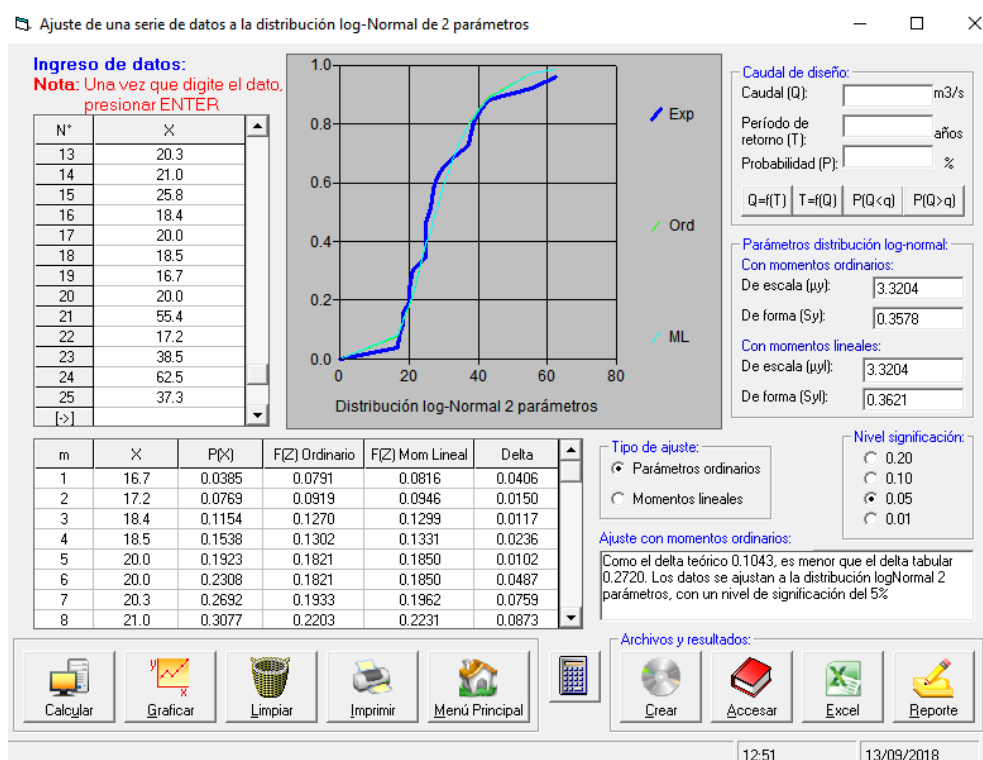 Ajuste de una serie de datos a la distribución log-Normal de 2 parámetros
Ingreso de datos:
Nota: Una vez que digite el dato,
presionar ENTER
N° X
13 20.3
14 21.0
15 25.8
16 18.4
17 20.0
18 18.5
19 16.7
20 20.0
21 55.4
22 17.2
23 38.5
24 62.5
25 37.3
[->]
1.0
0.8
0.6
0.4
0.2
0.0
0 20 40 60 80
Distribución log-Normal 2 parámetros
Exp
Ord
ML
Caudal de diseño:
Caudal (Q): m3/s
Período de
retorno (T): años
Probabilidad (P): %
Q=f(T) T=f(Q) P(Q<q) P(Q>q)
Parámetros distribución log-normal:
Con momentos ordinarios:
De escala (µy): 3.3204
De forma (Sy): 0.3578
Con momentos lineales:
De escala (µyl): 3.3204
De forma (Syl): 0.3621
m X P(X) F(Z) Ordinario F(Z) Mom Lineal Delta
1 16.7 0.0385 0.0791 0.0816 0.0406
2 17.2 0.0769 0.0919 0.0946 0.0150
3 18.4 0.1154 0.1270 0.1299 0.0117
4 18.5 0.1538 0.1302 0.1331 0.0236
5 20.0 0.1923 0.1821 0.1850 0.0102
6 20.0 0.2308 0.1821 0.1850 0.0487
7 20.3 0.2692 0.1933 0.1962 0.0759
8 21.0 0.3077 0.2203 0.2231 0.0873
Tipo de ajuste:
Parámetros ordinarios
Momentos lineales
Nivel significación:
0.20
0.10
0.05
0.01
Ajuste con momentos ordinarios:
Como el delta teórico 0.1043, es menor que el delta tabular
0.2720. Los datos se ajustan a la distribución logNormal 2
parámetros, con un nivel de significación del 5%
Calcular Graficar Limpiar Imprimir Menú Principal
Archivos y resultados:
Crear Accesar Excel Reporte
12:51 13/09/2018